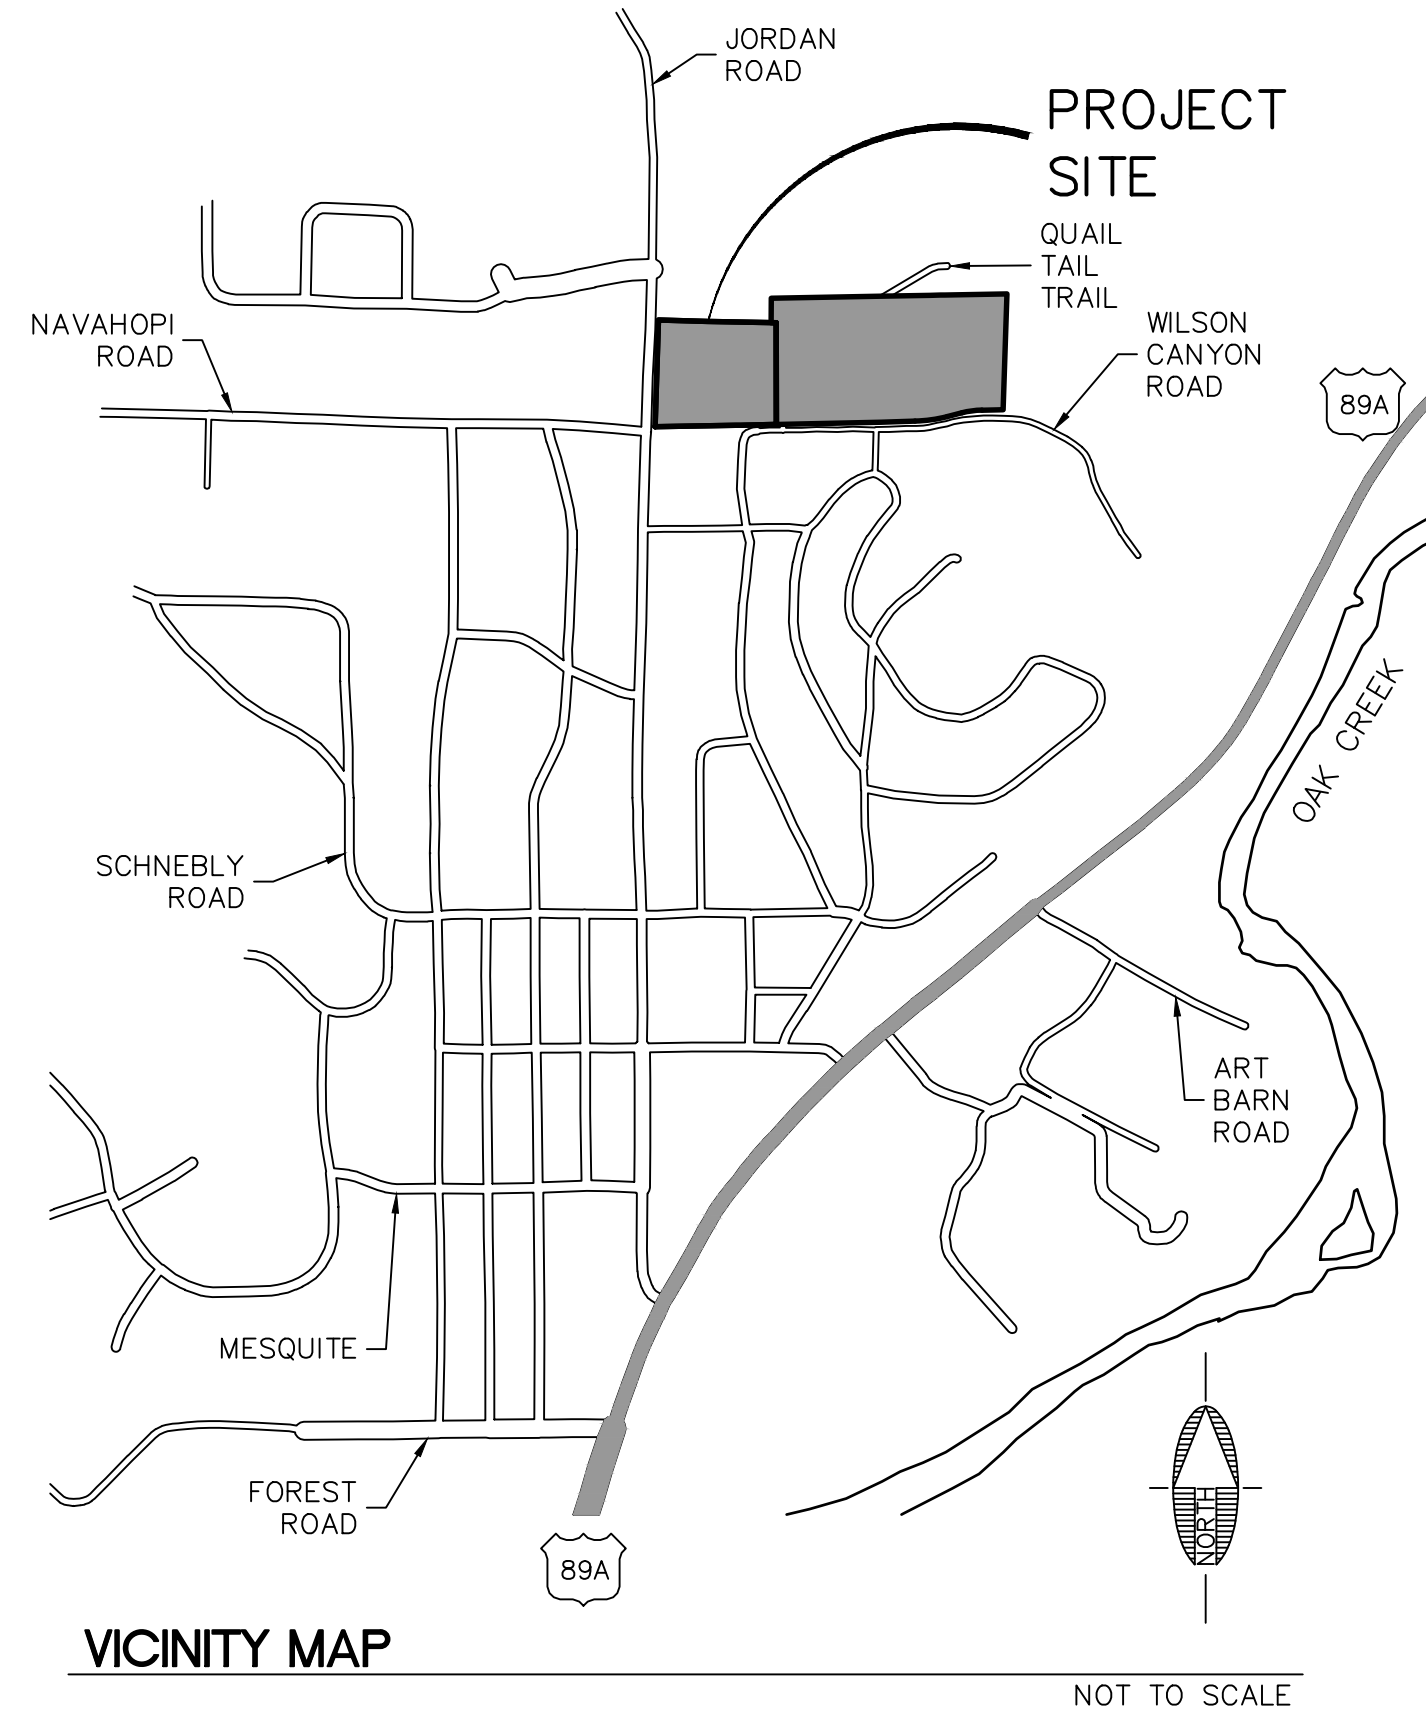 JORDAN
ROAD
PROJECT
SITE
QUAIL
TAIL
TRAIL
NAVAHOPI
ROAD
WILSON
CANYON
ROAD
89A
OAK CREEK
SCHNEBLY
ROAD
ART
BARN
ROAD
MESQUITE
FOREST
ROAD
NORTH
89A
VICINITY MAP
NOT TO SCALE